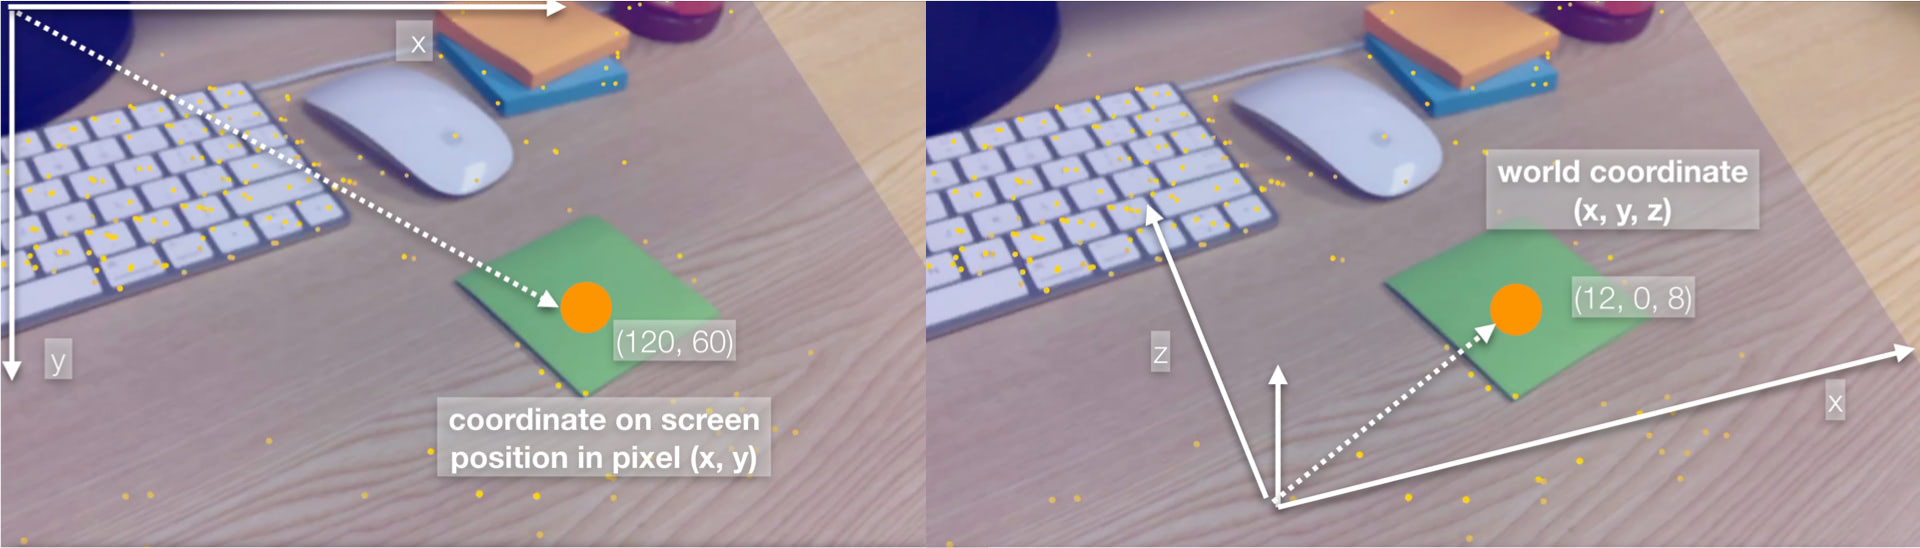 x
y
(120, 60)
coordinate on screen
position in pixel (x, y)
world coordinate
(x, y, z)
(12, 0, 8)
z
x